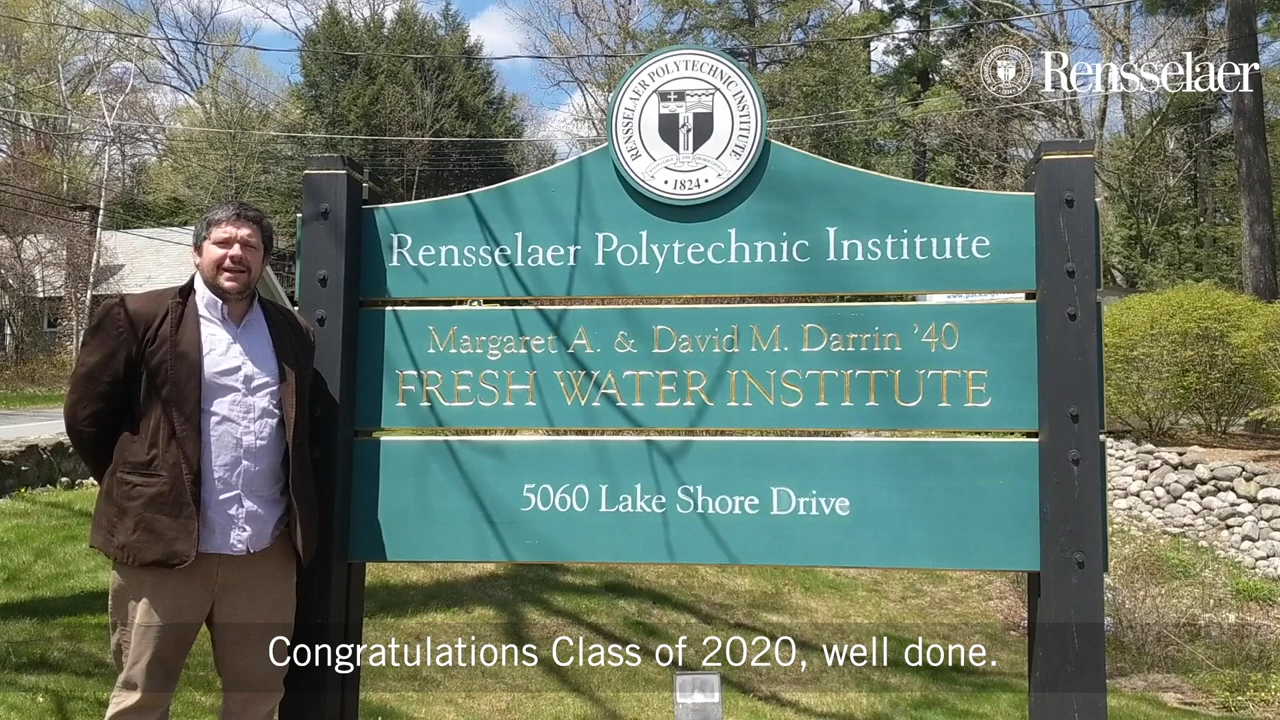 Rensselaer
RENSSELAER POLYTECHNIC INSTITUTE
• 1824 •
Rensselaer Polytechnic Institute
Margaret A. & David M. Darrin '40
FRESH WATER INSTITUTE
5060 Lake Shore Drive
Congratulations Class of 2020, well done.